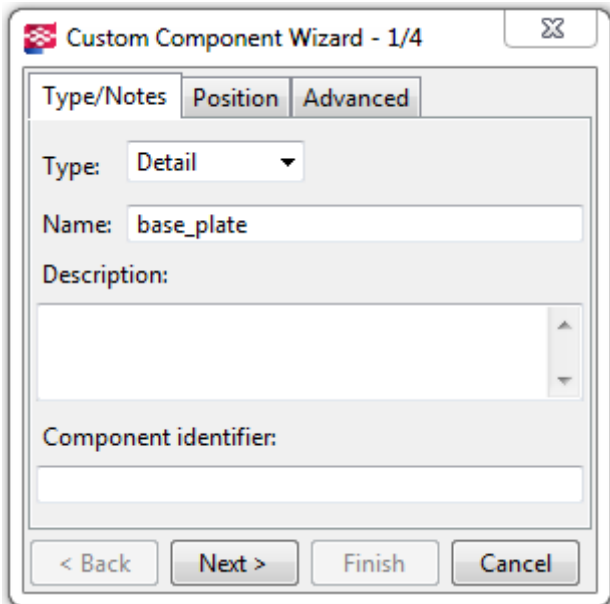 Custom Component Wizard - 1/4
Type/Notes Position Advanced
Type: Detail
Name: base_plate
Description:
Component identifier:
< Back Next > Finish Cancel